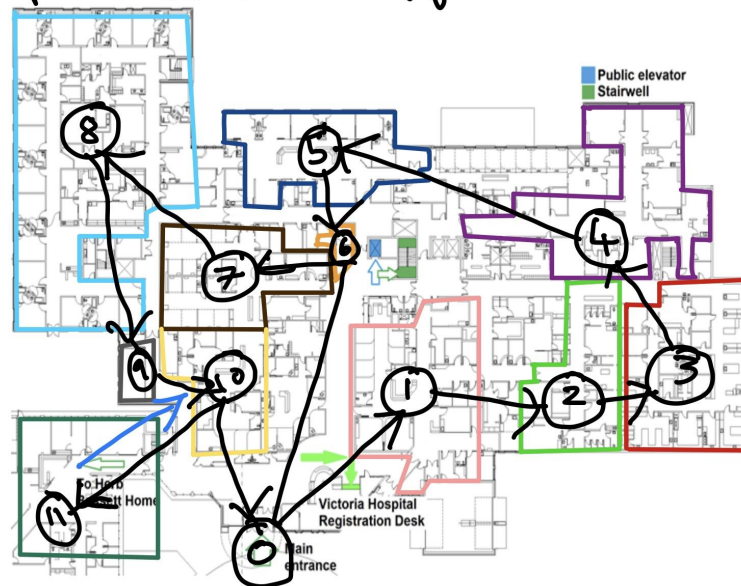 Public elevator
Stairwell
8
5
4
6
7
3
9
10
1
2
To Herb
Bassett Home
11
Victoria Hospital
Registration Desk
0
Main
entrance